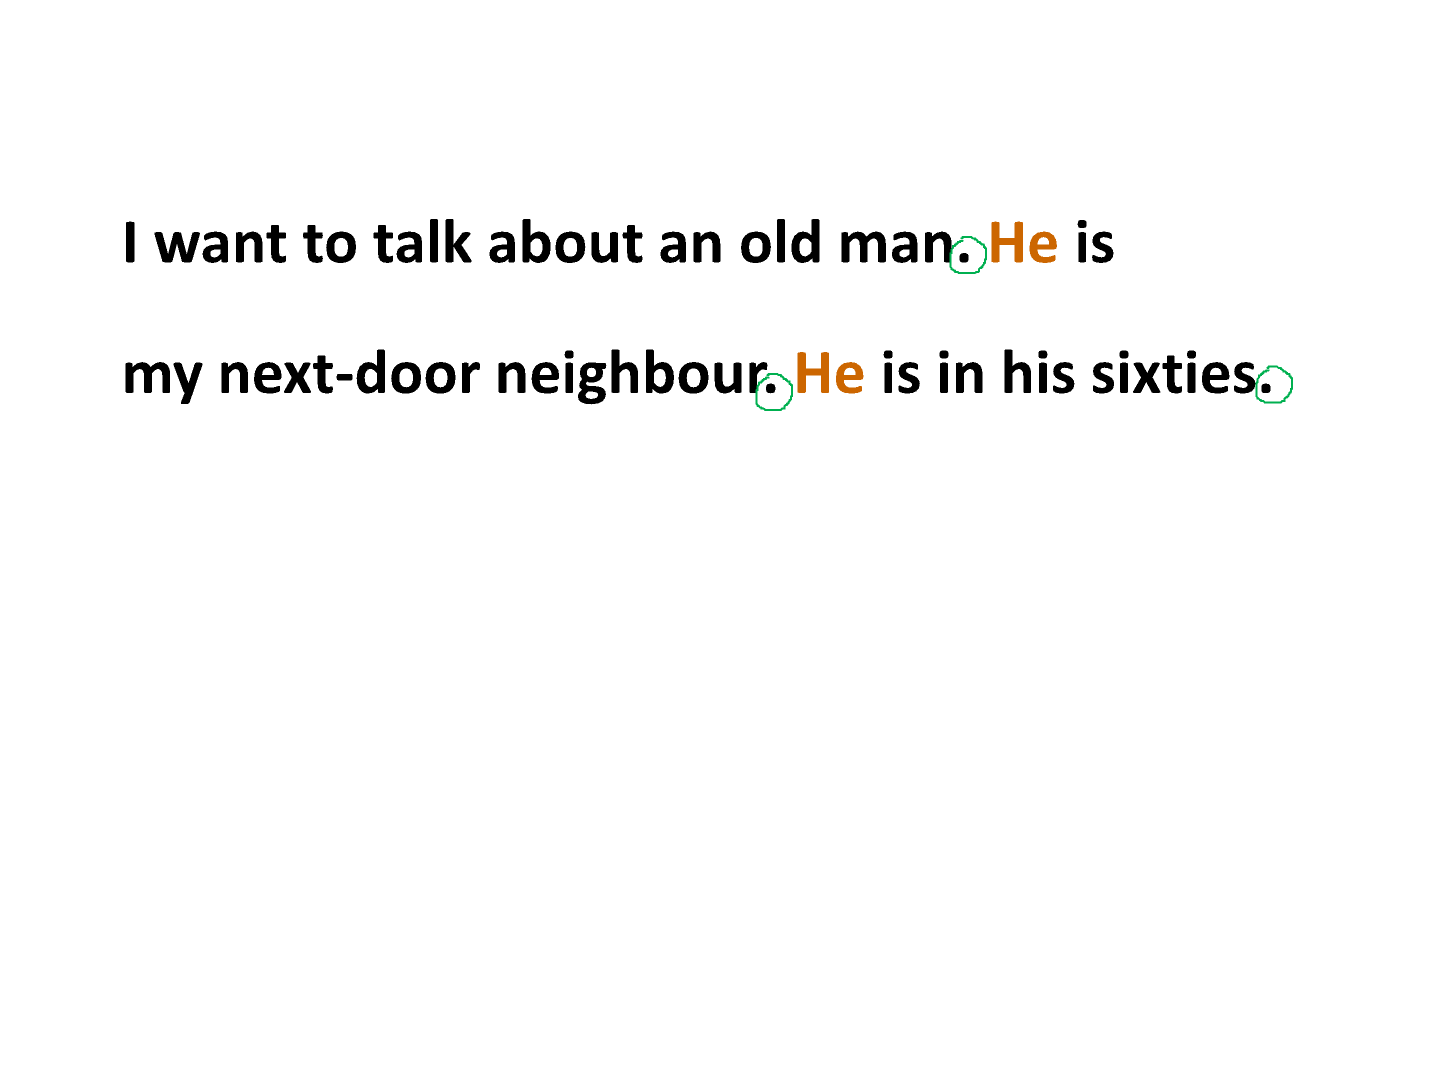 I want to talk about an old man. He is
my next-door neighbour. He is in his sixties.